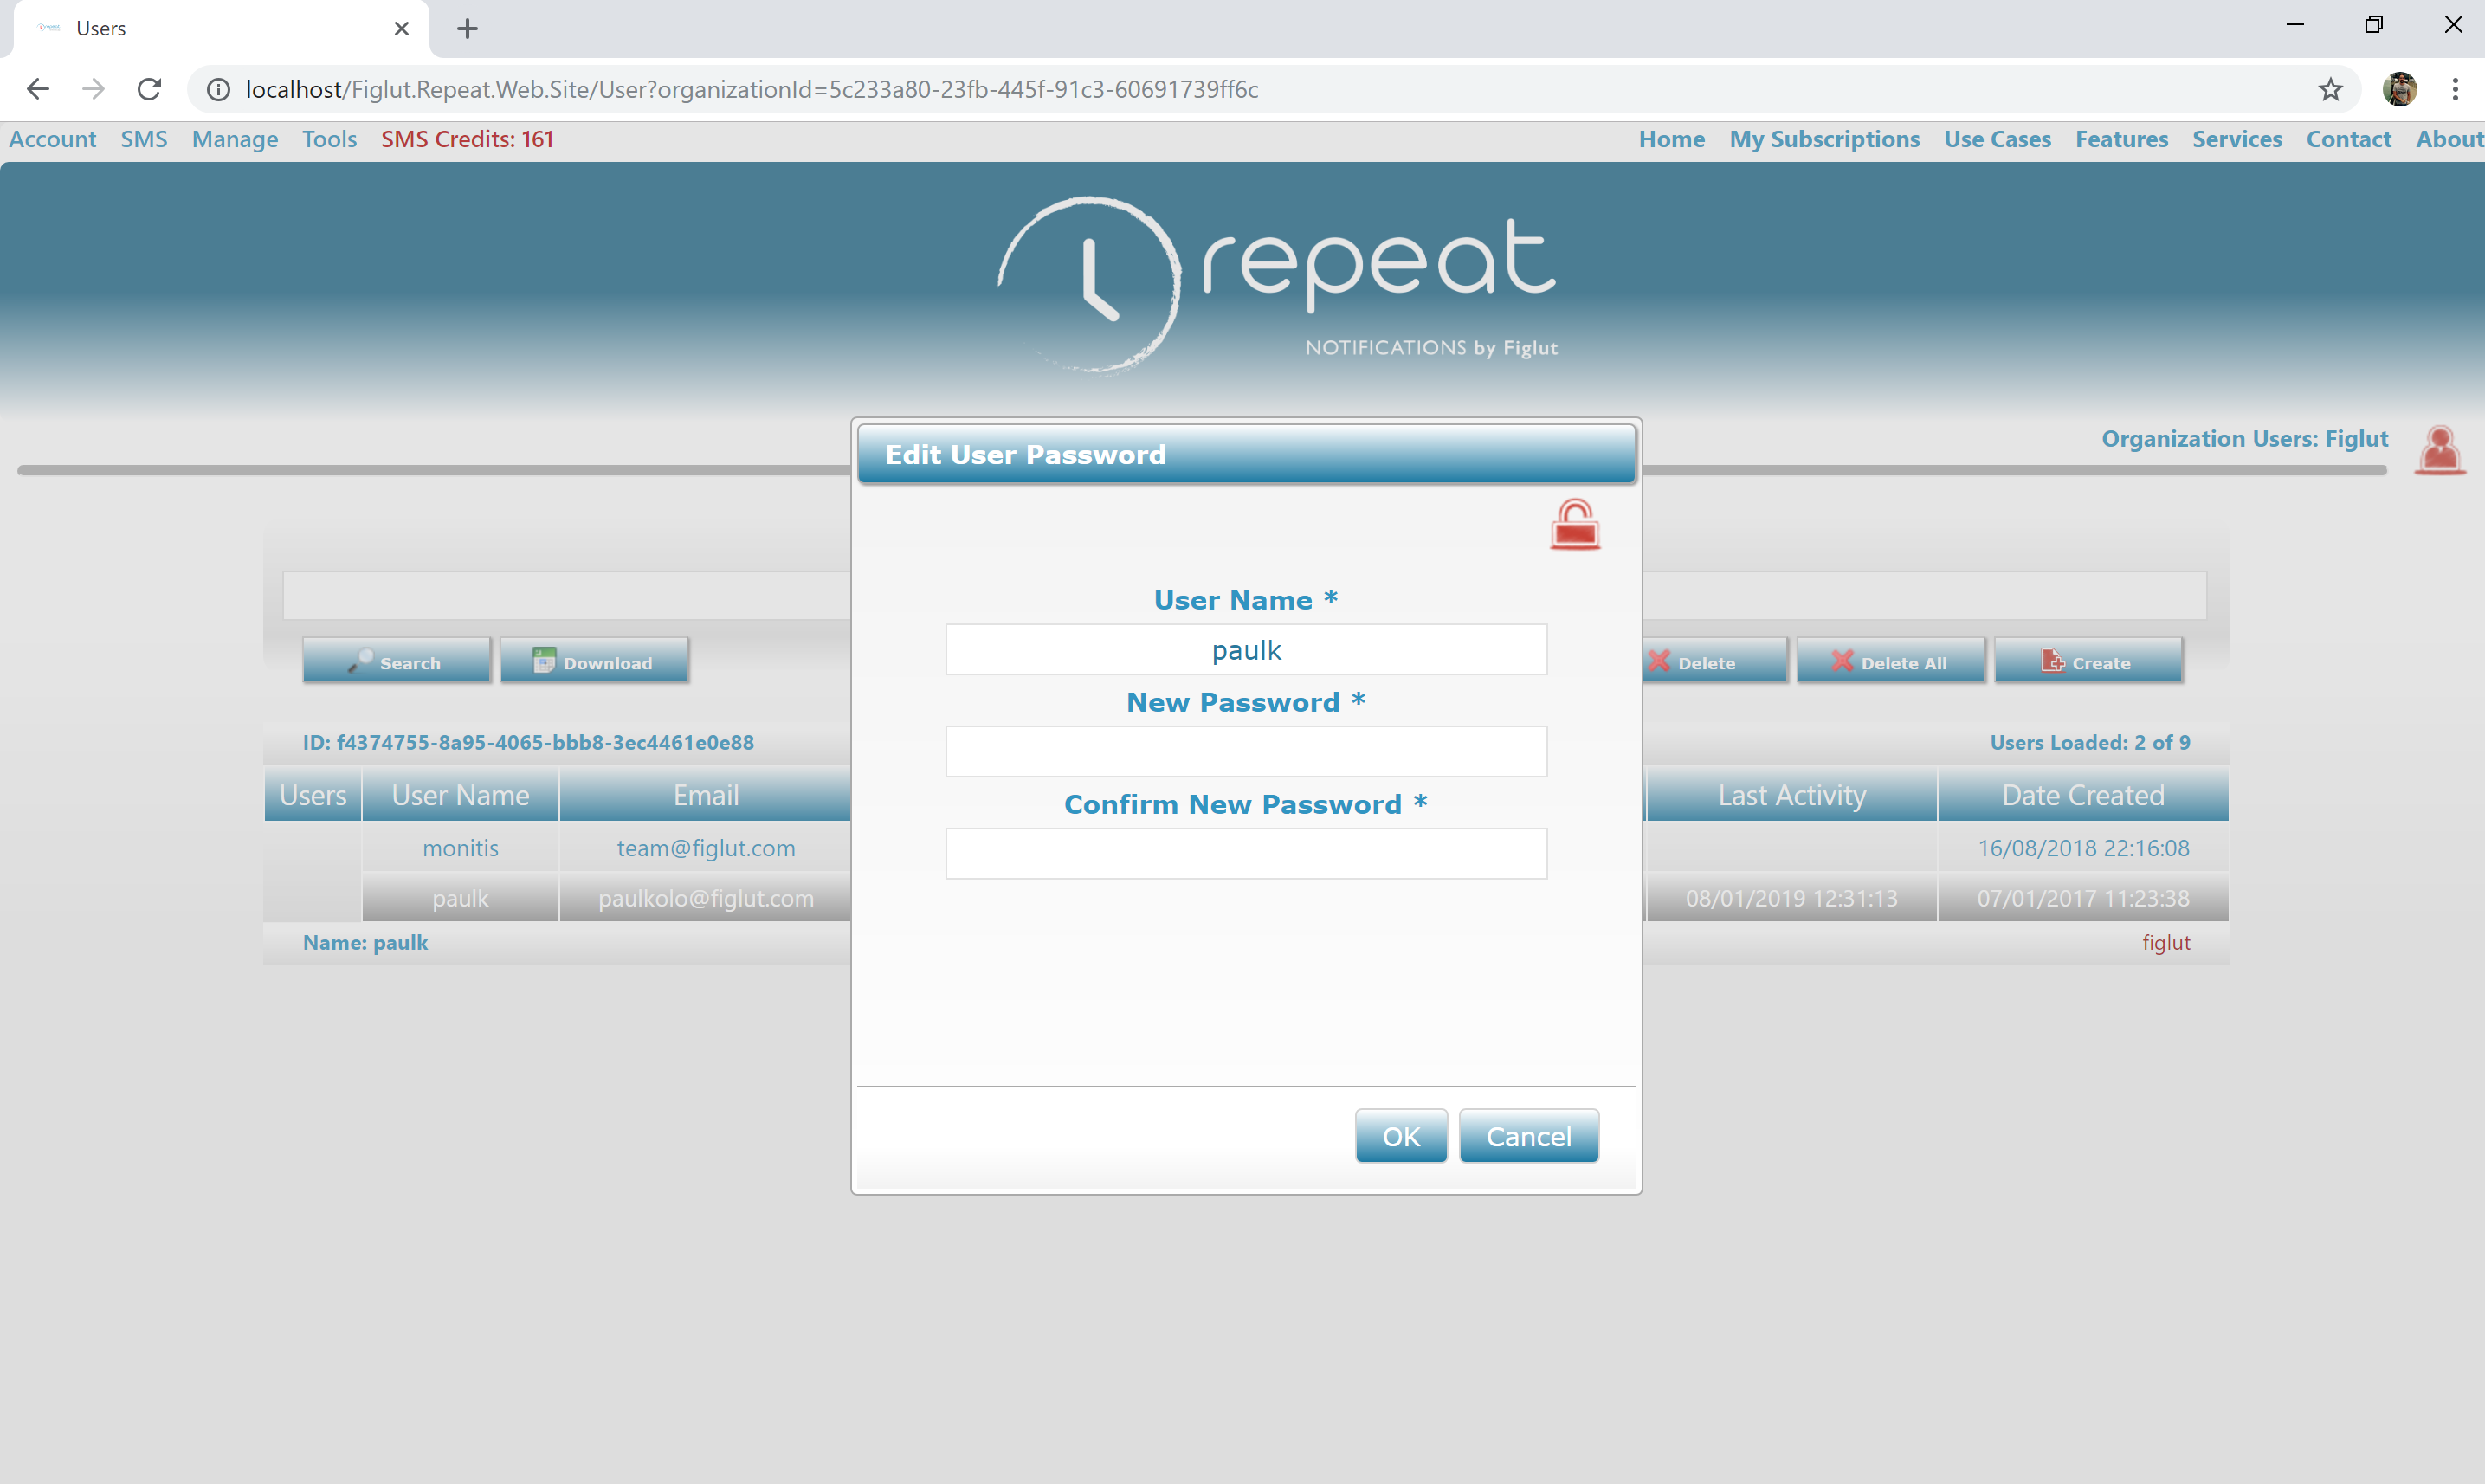 Users
localhost/Figlut.Repeat.Web.Site/User?organizationId=5c233a80-23fb-445f-91c3-60691739ff6c
Account SMS Manage Tools SMS Credits: 161 Home My Subscriptions Use Cases Features Services Contact About
repeat
NOTIFICATIONS by Figlut
Organization Users: Figlut
Edit User Password
User Name *
paulk
New Password *
Confirm New Password *
OK Cancel
Search Download Delete Delete All Create
ID: f4374755-8a95-4065-bbb8-3ec4461e0e88 Users Loaded: 2 of 9
Users User Name Email Last Activity Date Created
monitis team@figlut.com 16/08/2018 22:16:08
paulk paulkolo@figlut.com 08/01/2019 12:31:13 07/01/2017 11:23:38
Name: paulk figlut